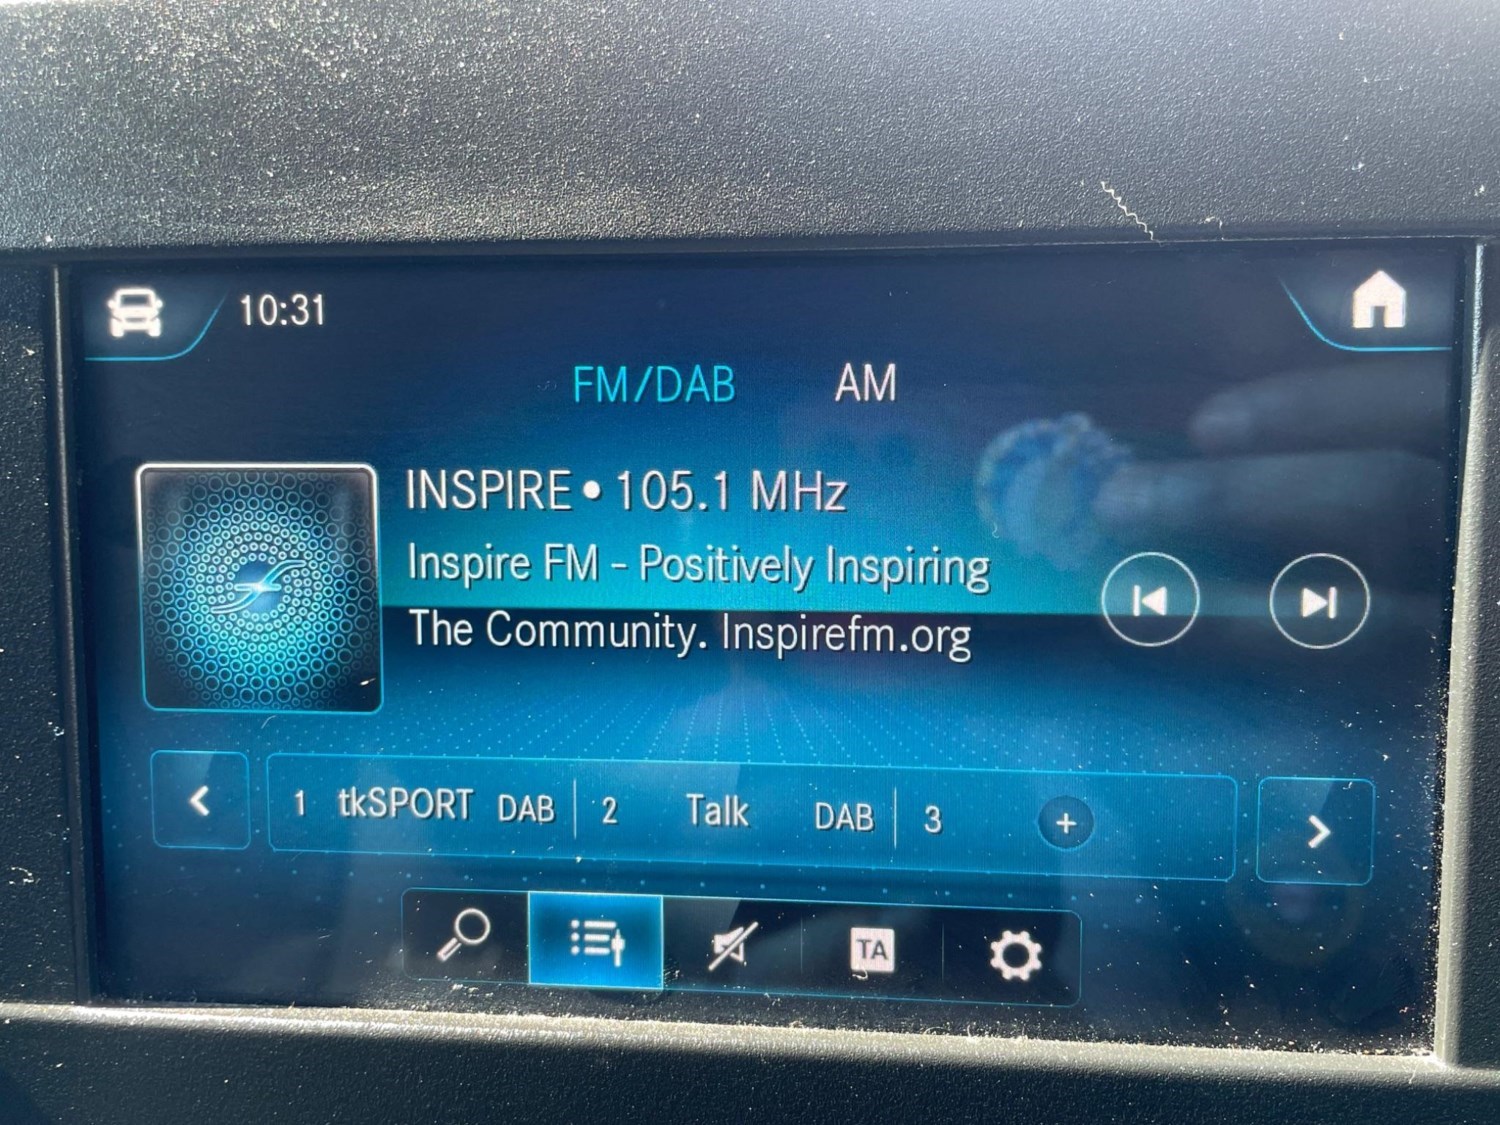 10:31
FM/DAB AM
INSPIRE • 105.1 MHz
Inspire FM - Positively Inspiring
The Community. Inspirefm.org
1 tkSPORT DAB 2 Talk DAB 3 +
TA